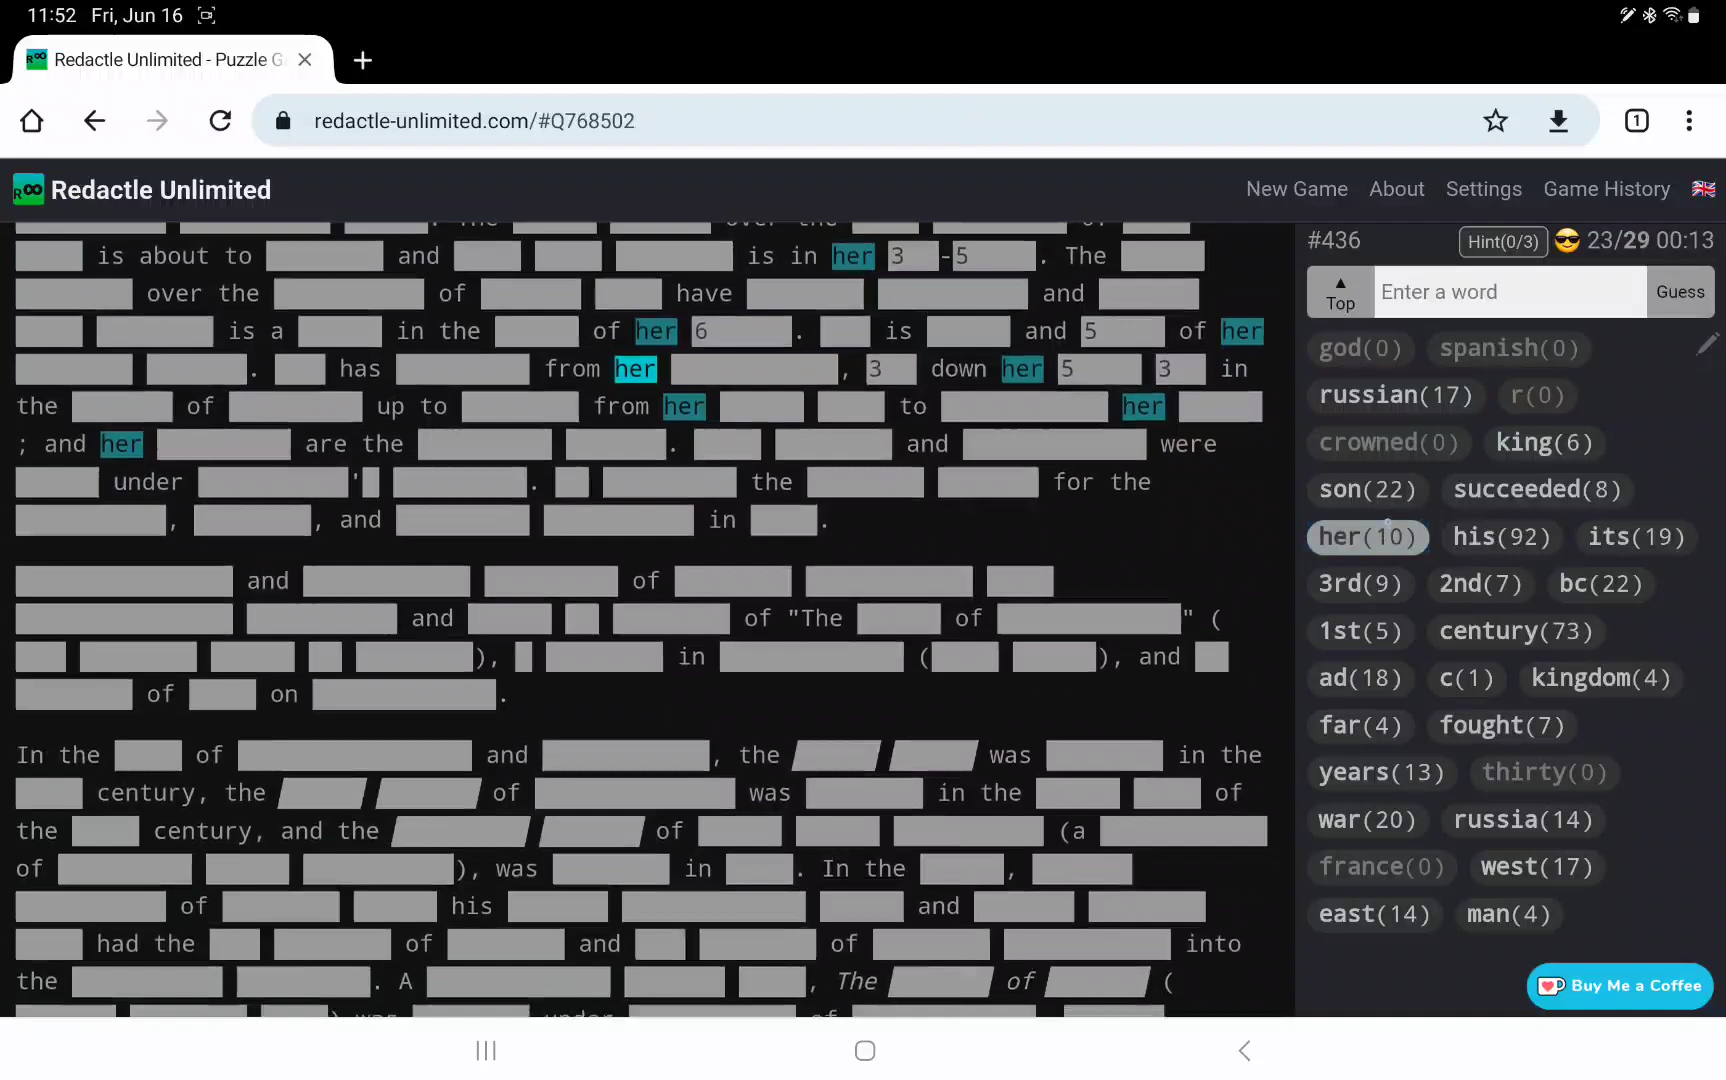 11:52 Fri, Jun 16
Redactle Unlimited - Puzzle G
redactle-unlimited.com/#Q768502
1
R∞ Redactle Unlimited
New Game About Settings Game History
. The over the of
is about to and is in her 3 -5 . The
over the of have and
is a in the of her 6 . is and 5 of her
. has from her , 3 down her 5 3 in
the of up to from her to her
; and her are the . and were
under ' . the for the
, , and in .
and of
and of "The of " (
), in ( ), and
of on .
In the of and , the was in the
century, the of was in the of
the century, and the of (a
of ), was in . In the ,
of his and
had the of and of into
the . A , The of (
) was under of
#436 Hint(0/3) 23/29 00:13
▲ Top Enter a word Guess
god(0) spanish(0)
russian(17) r(0)
crowned(0) king(6)
son(22) succeeded(8)
her(10) his(92) its(19)
3rd(9) 2nd(7) bc(22)
1st(5) century(73)
ad(18) c(1) kingdom(4)
far(4) fought(7)
years(13) thirty(0)
war(20) russia(14)
france(0) west(17)
east(14) man(4)
Buy Me a Coffee